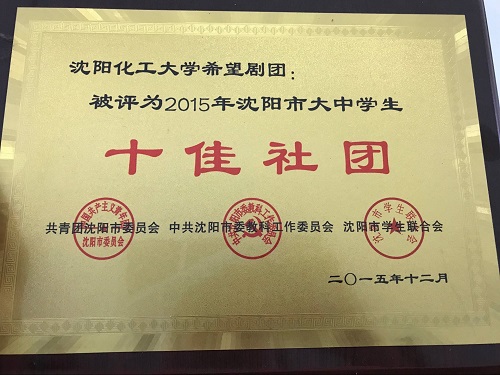 沈阳化工大学希望剧团：
被评为2015年沈阳市大中学生
十佳社团
共青团沈阳市委员会 中共沈阳市委教科工作委员会 沈阳市学生联合会
二〇一五年十二月